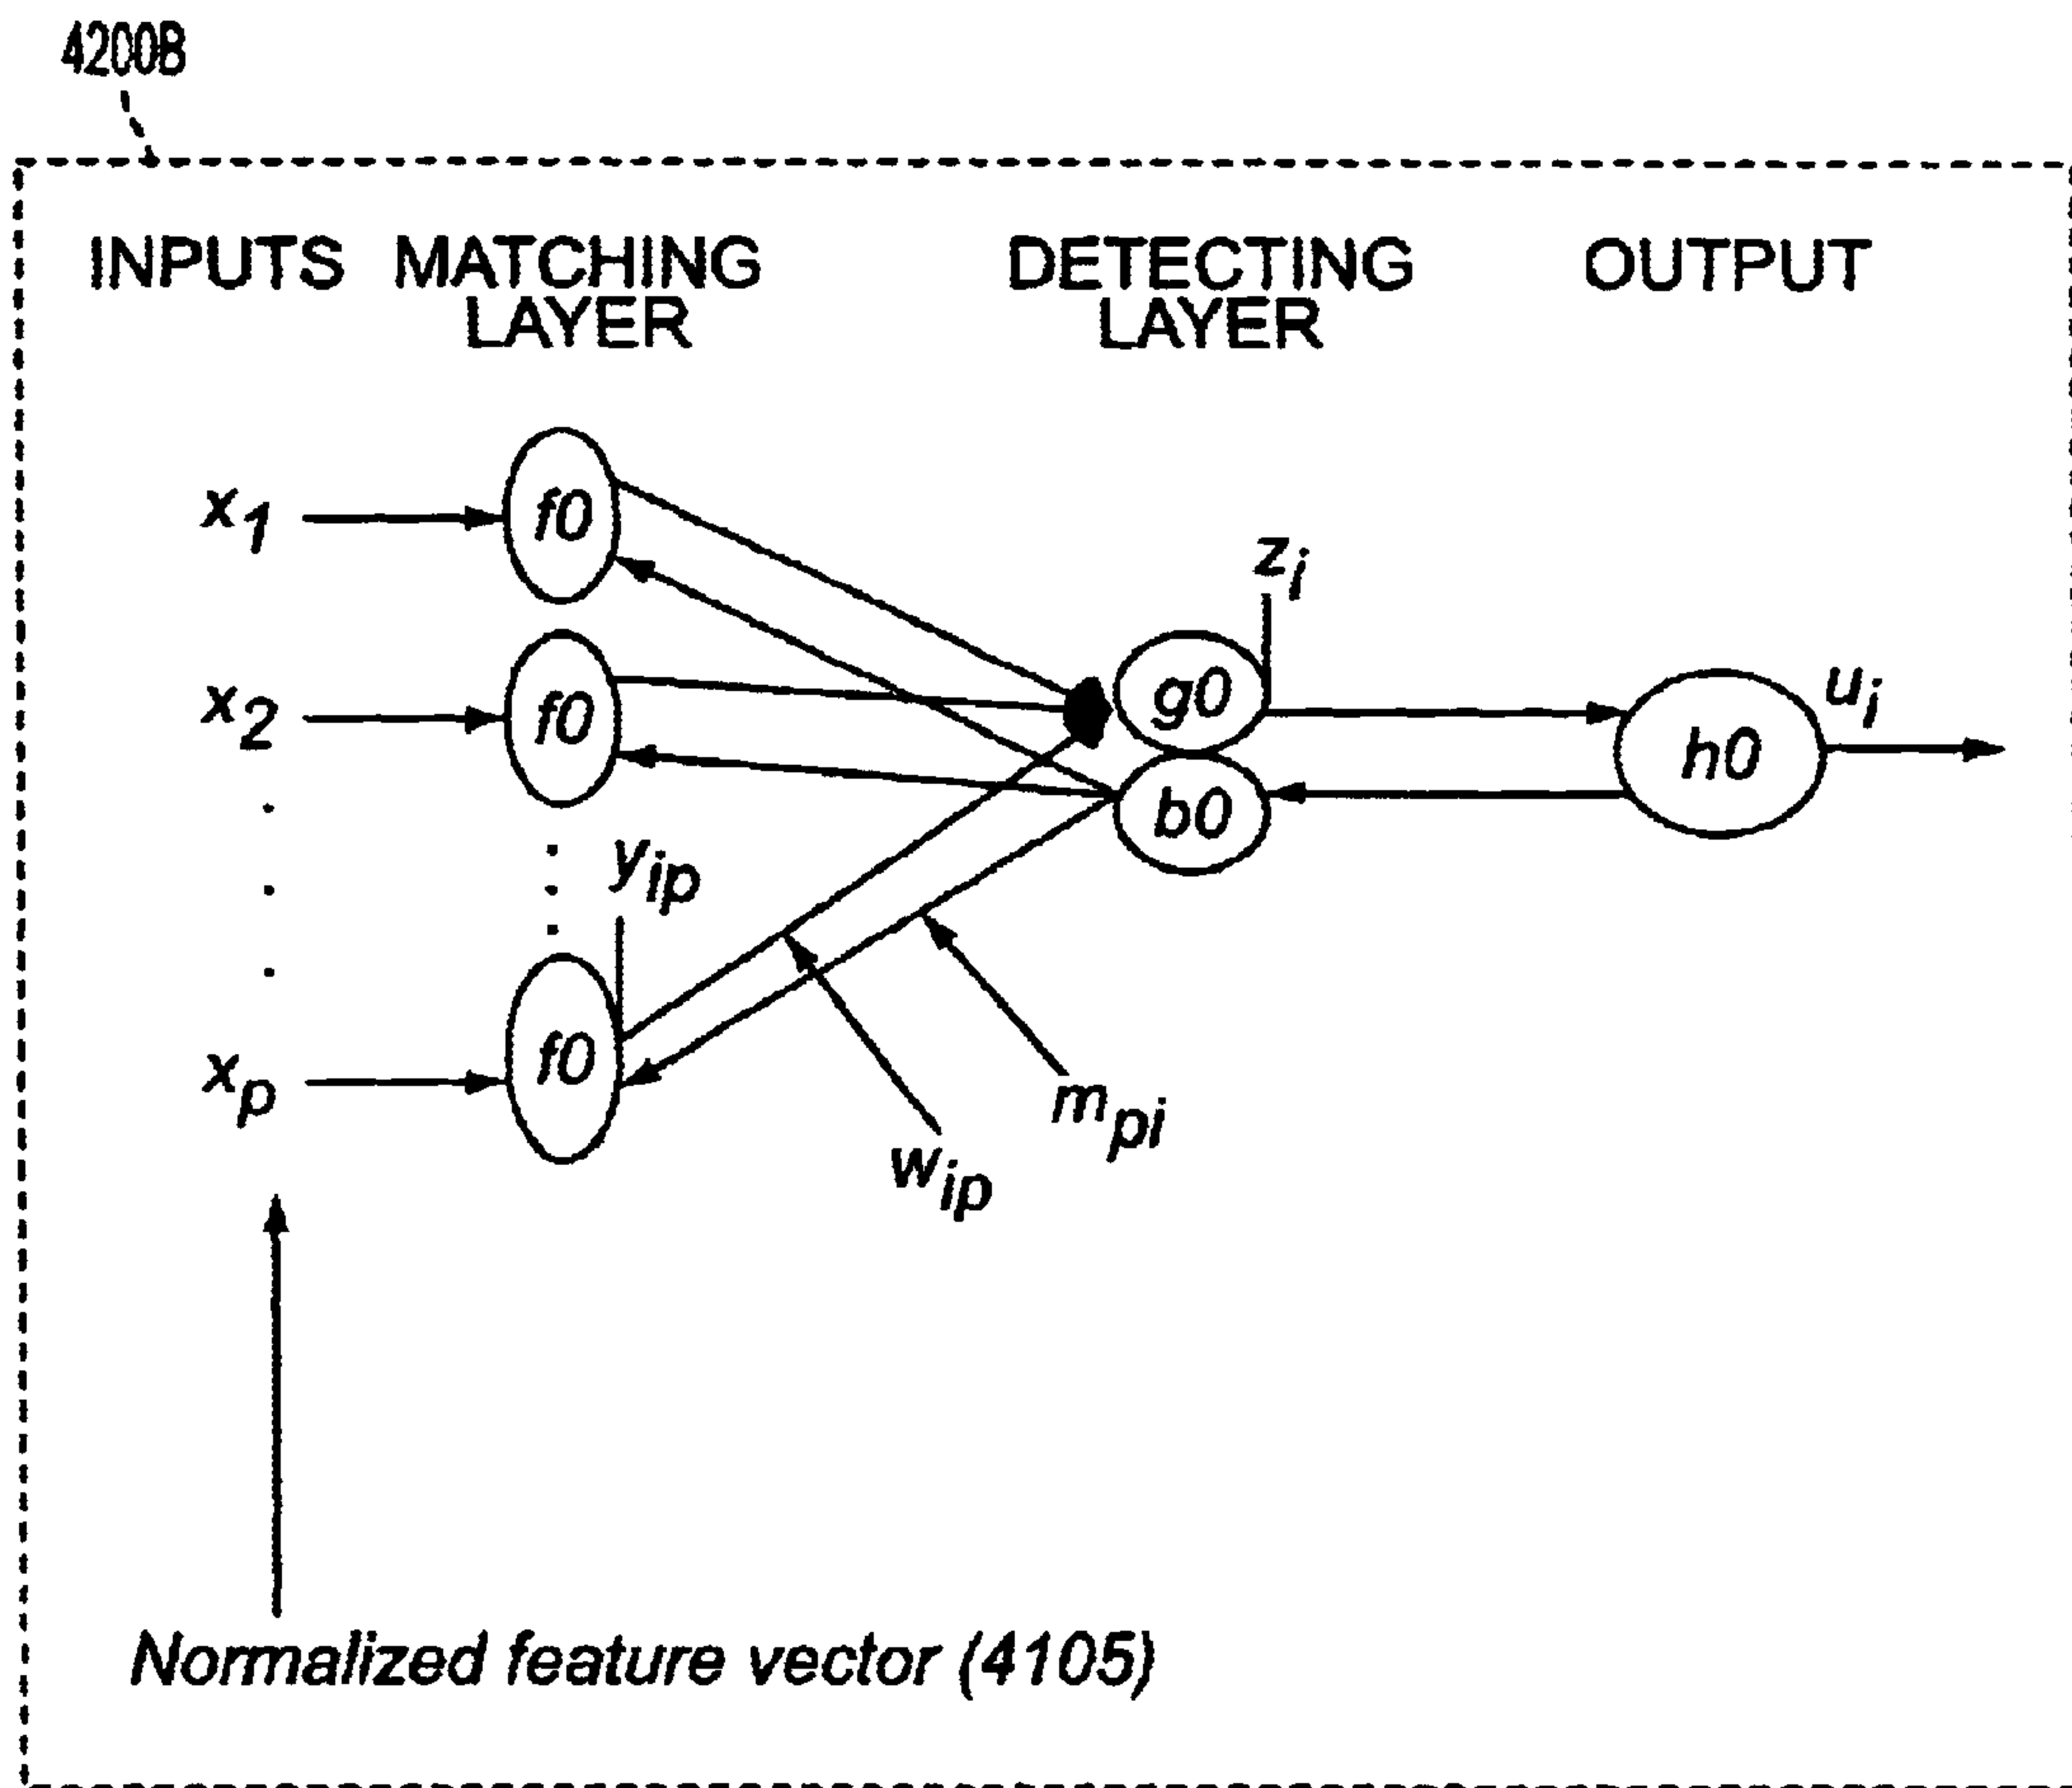 4200B
INPUTS MATCHING LAYER DETECTING LAYER OUTPUT
x1 f0
zi
x2 f0 g0 ui
h0
b0
yip
xp f0
mpi
wip
Normalized feature vector (4105)